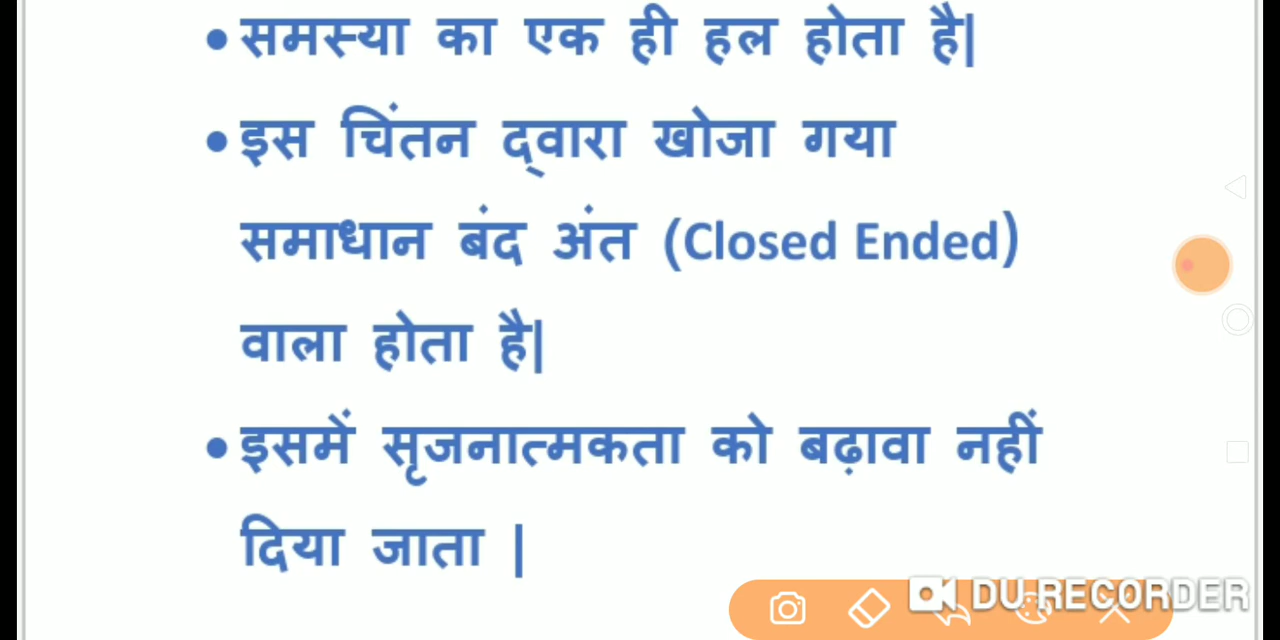 • समस्या का एक ही हल होता है|
• इस चिंतन द्वारा खोजा गया
समाधान बंद अंत (Closed Ended)
वाला होता है|
• इसमें सृजनात्मकता को बढ़ावा नहीं
दिया जाता |
DU RECORDER